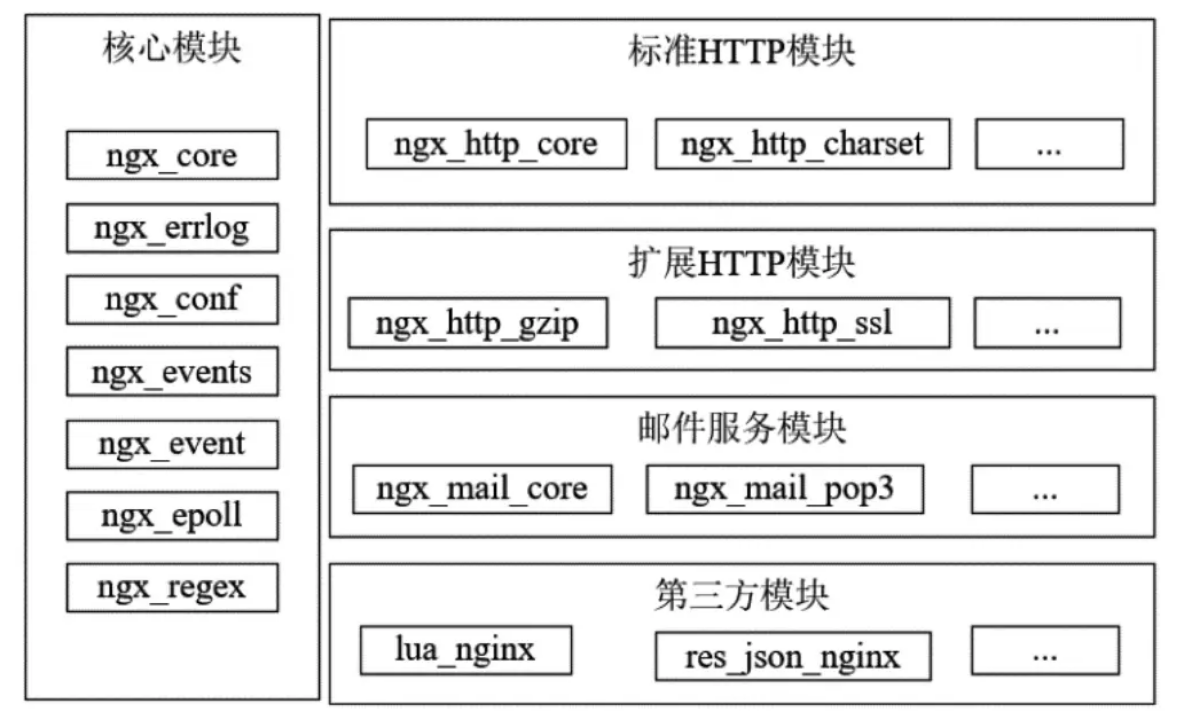 核心模块
ngx_core
ngx_errlog
ngx_conf
ngx_events
ngx_event
ngx_epoll
ngx_regex
标准HTTP模块
ngx_http_core
ngx_http_charset
...
扩展HTTP模块
ngx_http_gzip
ngx_http_ssl
...
邮件服务模块
ngx_mail_core
ngx_mail_pop3
...
第三方模块
lua_nginx
res_json_nginx
...